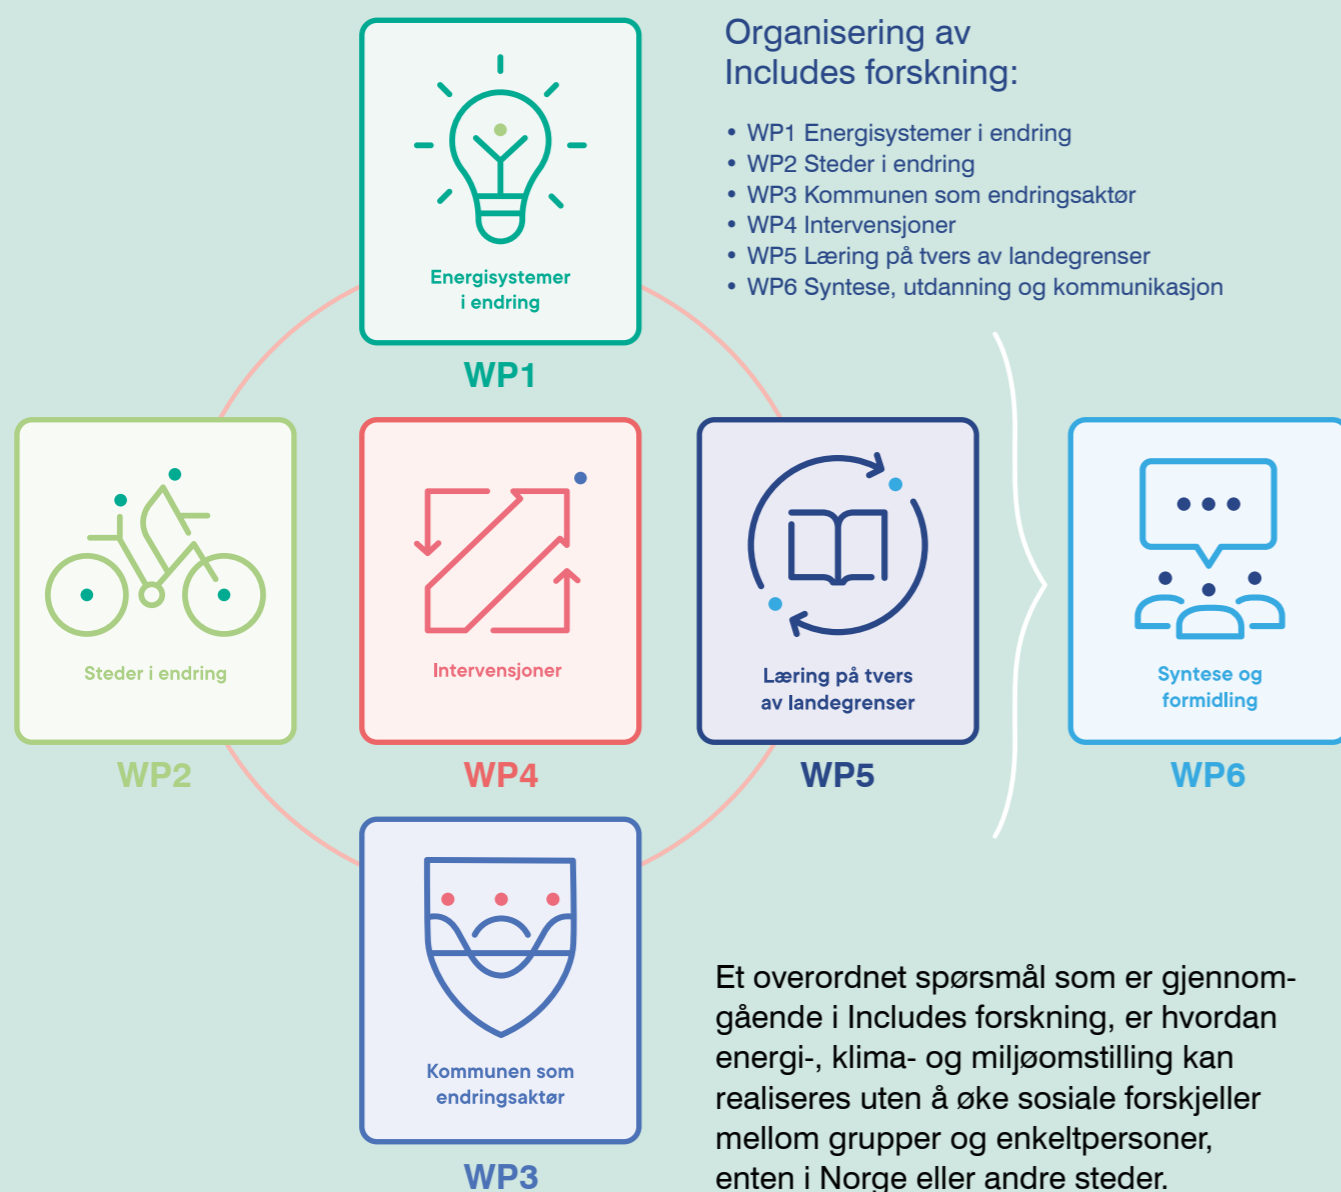 Organisering av
Includes forskning:
• WP1 Energisystemer i endring
• WP2 Steder i endring
• WP3 Kommunen som endringsaktør
• WP4 Intervensjoner
• WP5 Læring på tvers av landegrenser
• WP6 Syntese, utdanning og kommunikasjon
Energisystemer
i endring
WP1
Steder i endring
WP2
Intervensjoner
WP4
Læring på tvers
av landegrenser
WP5
Syntese og
formidling
WP6
Kommunen som
endringsaktør
WP3
Et overordnet spørsmål som er gjennom-
gående i Includes forskning, er hvordan
energi-, klima- og miljøomstilling kan
realiseres uten å øke sosiale forskjeller
mellom grupper og enkeltpersoner,
enten i Norge eller andre steder.